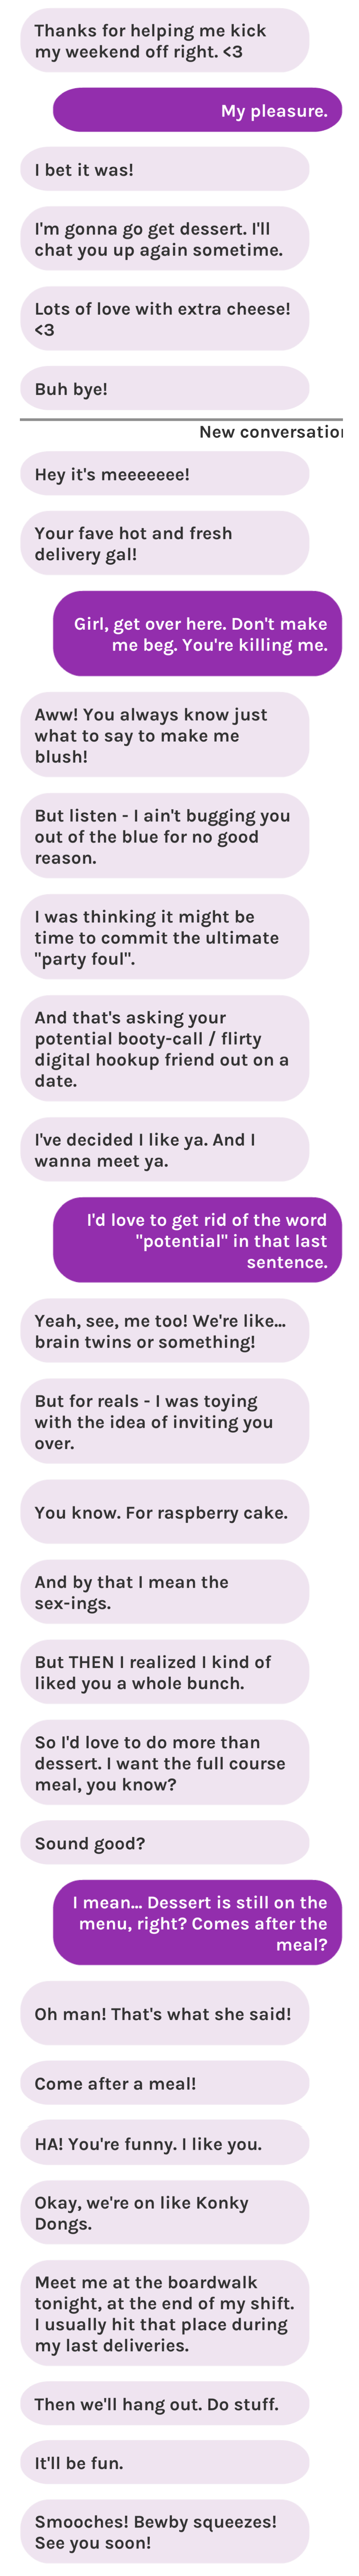 Thanks for helping me kick
my weekend off right. <3
My pleasure.
I bet it was!
I'm gonna go get dessert. I'll
chat you up again sometime.
Lots of love with extra cheese!
<3
Buh bye!
New conversation
Hey it's meeeeeee!
Your fave hot and fresh
delivery gal!
Girl, get over here. Don't make
me beg. You're killing me.
Aww! You always know just
what to say to make me
blush!
But listen - I ain't bugging you
out of the blue for no good
reason.
I was thinking it might be
time to commit the ultimate
"party foul".
And that's asking your
potential booty-call / flirty
digital hookup friend out on a
date.
I've decided I like ya. And I
wanna meet ya.
I'd love to get rid of the word
"potential" in that last
sentence.
Yeah, see, me too! We're like...
brain twins or something!
But for reals - I was toying
with the idea of inviting you
over.
You know. For raspberry cake.
And by that I mean the
sex-ings.
But THEN I realized I kind of
liked you a whole bunch.
So I'd love to do more than
dessert. I want the full course
meal, you know?
Sound good?
I mean... Dessert is still on the
menu, right? Comes after the
meal?
Oh man! That's what she said!
Come after a meal!
HA! You're funny. I like you.
Okay, we're on like Konky
Dongs.
Meet me at the boardwalk
tonight, at the end of my shift.
I usually hit that place during
my last deliveries.
Then we'll hang out. Do stuff.
It'll be fun.
Smooches! Bewby squeezes!
See you soon!